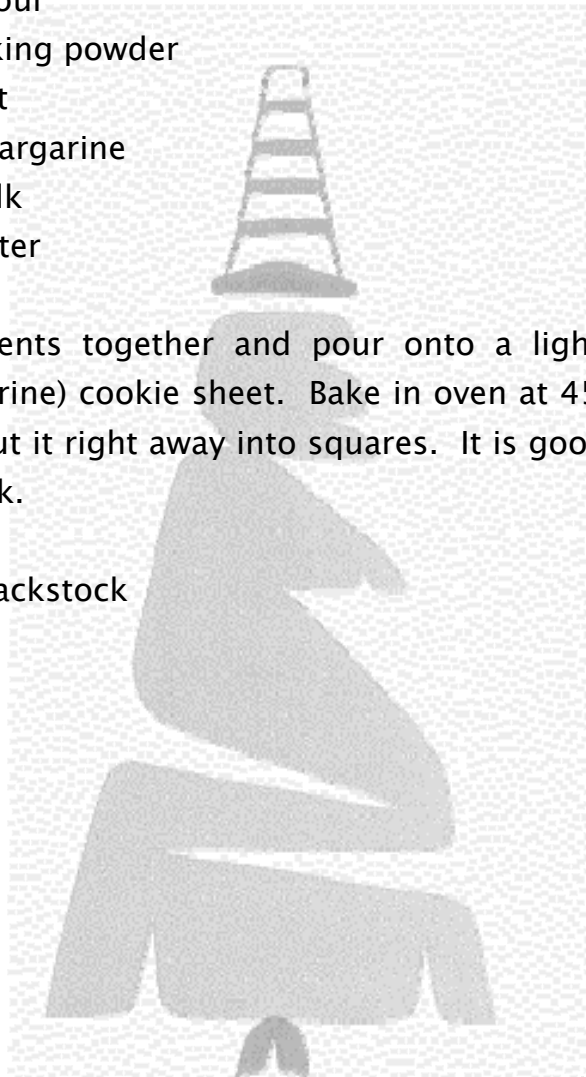 our
king powder
t
argarine
lk
ter
ents together and pour onto a ligh
rine) cookie sheet. Bake in oven at 45
ut it right away into squares. It is goo
k.
ackstock